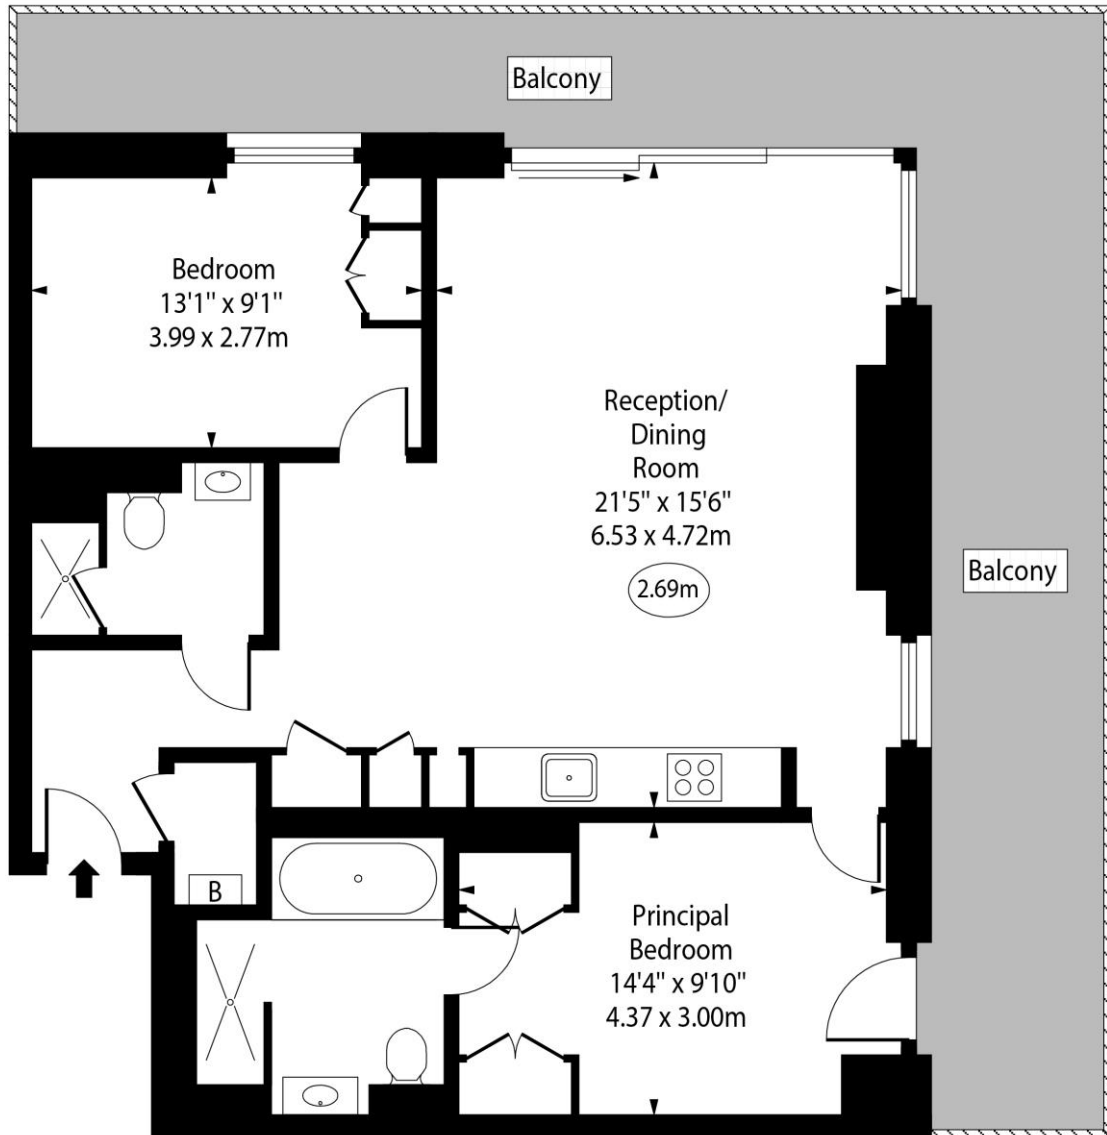 Balcony
Bedroom
13'1" x 9'1"
3.99 x 2.77m
Reception/
Dining
Room
21'5" x 15'6"
6.53 x 4.72m
2.69m
Balcony
B
Principal
Bedroom
14'4" x 9'10"
4.37 x 3.00m